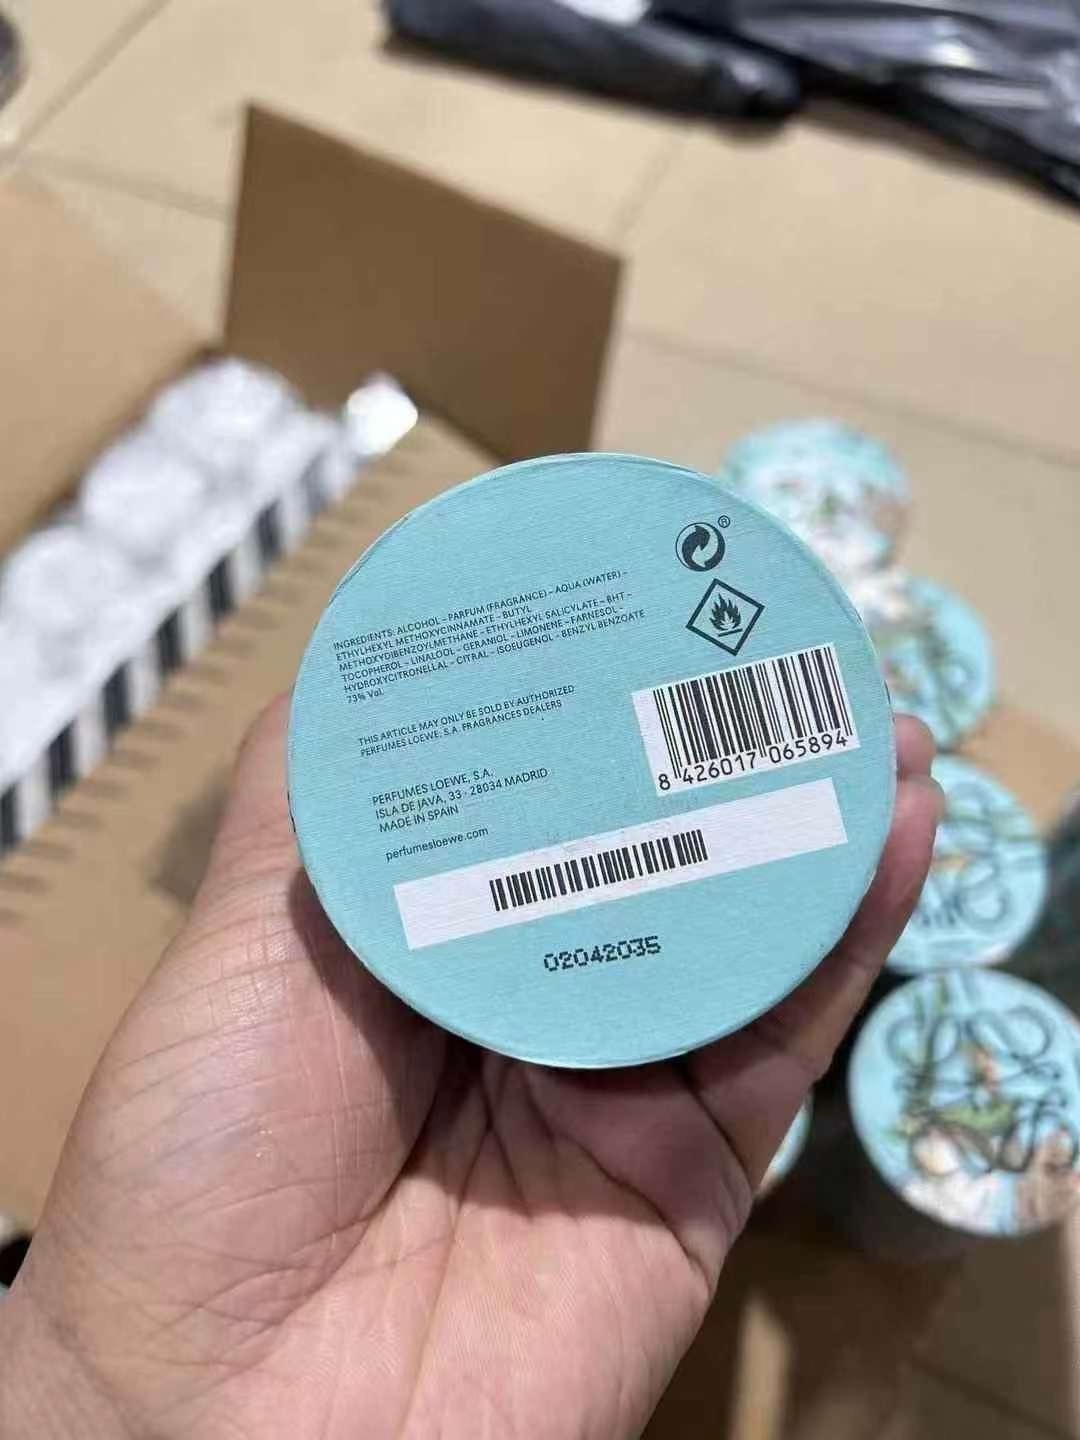 INGREDIENTS: ALCOHOL - PARFUM (FRAGRANCE) - AQUA (WATER) -
ETHYLHEXYL METHOXYCINNAMATE - BUTYL
METHOXYDIBENZOYLMETHANE - ETHYLHEXYL SALICYLATE - BHT -
TOCOPHEROL - LINALOOL - GERANIOL - LIMONENE - FARNESOL -
HYDROXYCITRONELLAL - CITRAL - ISOEUGENOL - BENZYL BENZOATE
73% Vol.
THIS ARTICLE MAY ONLY BE SOLD BY AUTHORIZED
PERFUMES LOEWE, S.A. FRAGRANCES DEALERS
PERFUMES LOEWE, S.A.
ISLA DE JAVA, 33 - 28034 MADRID
MADE IN SPAIN
perfumesloewe.com
®
8 426017 065894
02042035